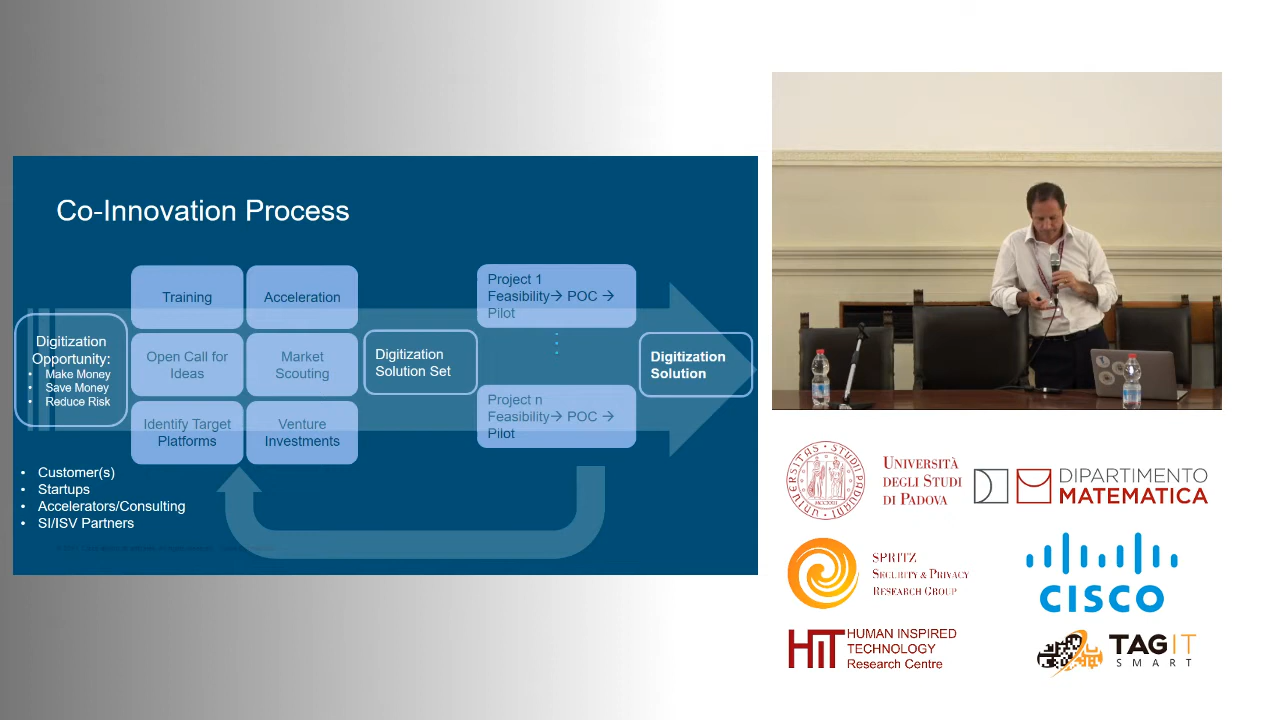 Co-Innovation Process
Digitization
Opportunity:
• Make Money
• Save Money
• Reduce Risk
Training
Acceleration
Open Call for
Ideas
Market
Scouting
Identify Target
Platforms
Venture
Investments
Digitization
Solution Set
Project 1
Feasibility→ POC →
Pilot
Project n
Feasibility→ POC →
Pilot
Digitization
Solution
• Customer(s)
• Startups
• Accelerators/Consulting
• SI/ISV Partners
UNIVERSITÀ
DEGLI STUDI
DI PADOVA
DIPARTIMENTO
MATEMATICA
SPRITZ
SECURITY & PRIVACY
RESEARCH GROUP
CISCO
HIT
HUMAN INSPIRED
TECHNOLOGY
Research Centre
TAGIT
SMART